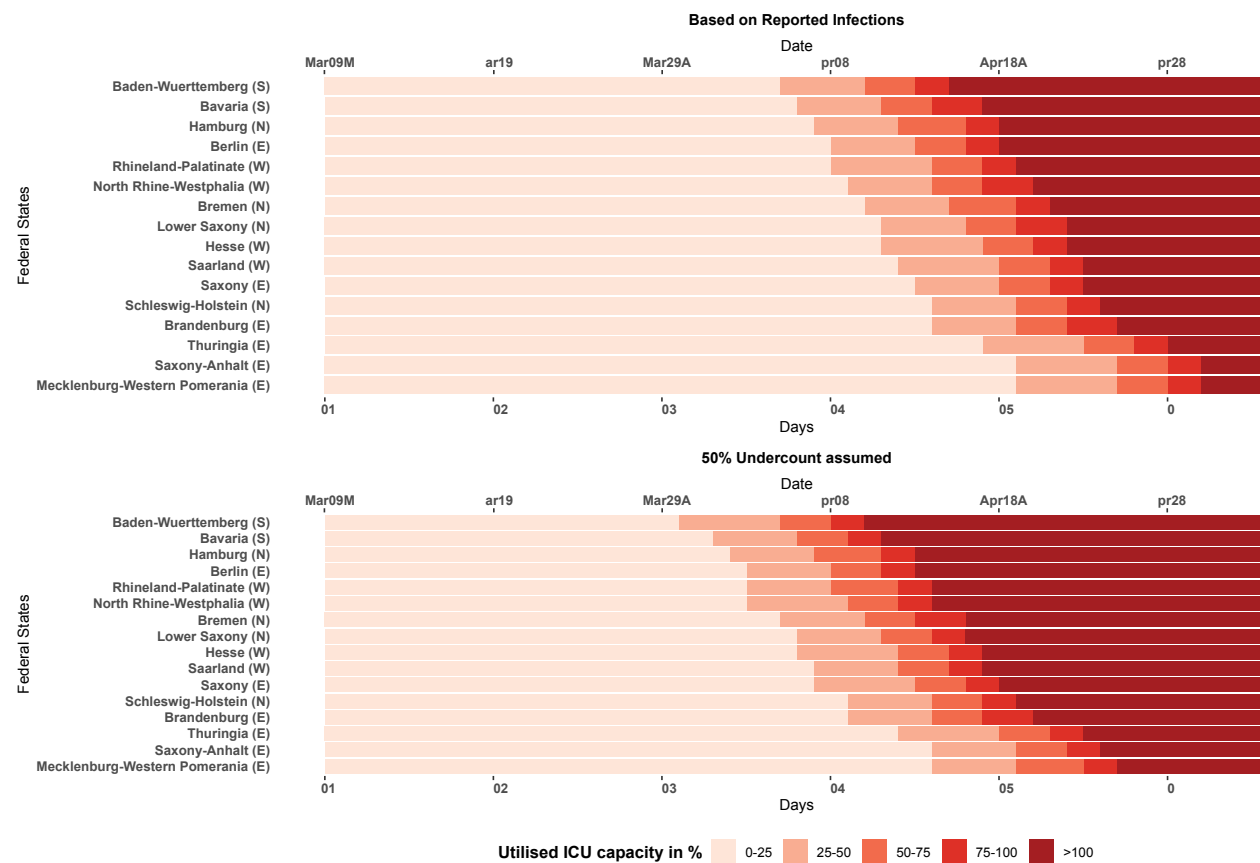 Based on Reported Infections
Date
Mar09M ar19 Mar29A pr08 Apr18A pr28
Baden-Wuerttemberg (S)
Bavaria (S)
Hamburg (N)
Berlin (E)
Rhineland-Palatinate (W)
North Rhine-Westphalia (W)
Bremen (N)
Lower Saxony (N)
Hesse (W)
Saarland (W)
Saxony (E)
Schleswig-Holstein (N)
Brandenburg (E)
Thuringia (E)
Saxony-Anhalt (E)
Mecklenburg-Western Pomerania (E)
Federal States
01 02 03 04 05 0
Days
50% Undercount assumed
Date
Mar09M ar19 Mar29A pr08 Apr18A pr28
Baden-Wuerttemberg (S)
Bavaria (S)
Hamburg (N)
Berlin (E)
Rhineland-Palatinate (W)
North Rhine-Westphalia (W)
Bremen (N)
Lower Saxony (N)
Hesse (W)
Saarland (W)
Saxony (E)
Schleswig-Holstein (N)
Brandenburg (E)
Thuringia (E)
Saxony-Anhalt (E)
Mecklenburg-Western Pomerania (E)
Federal States
01 02 03 04 05 0
Days
Utilised ICU capacity in % 0-25 25-50 50-75 75-100 >100